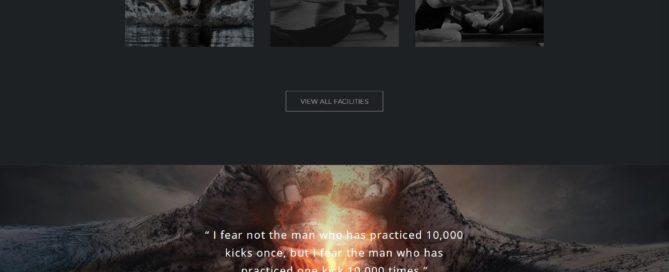 VIEW ALL FACILITIES
“ I fear not the man who has practiced 10,000
kicks once, but I fear the man who has
practiced one kick 10,000 times ”